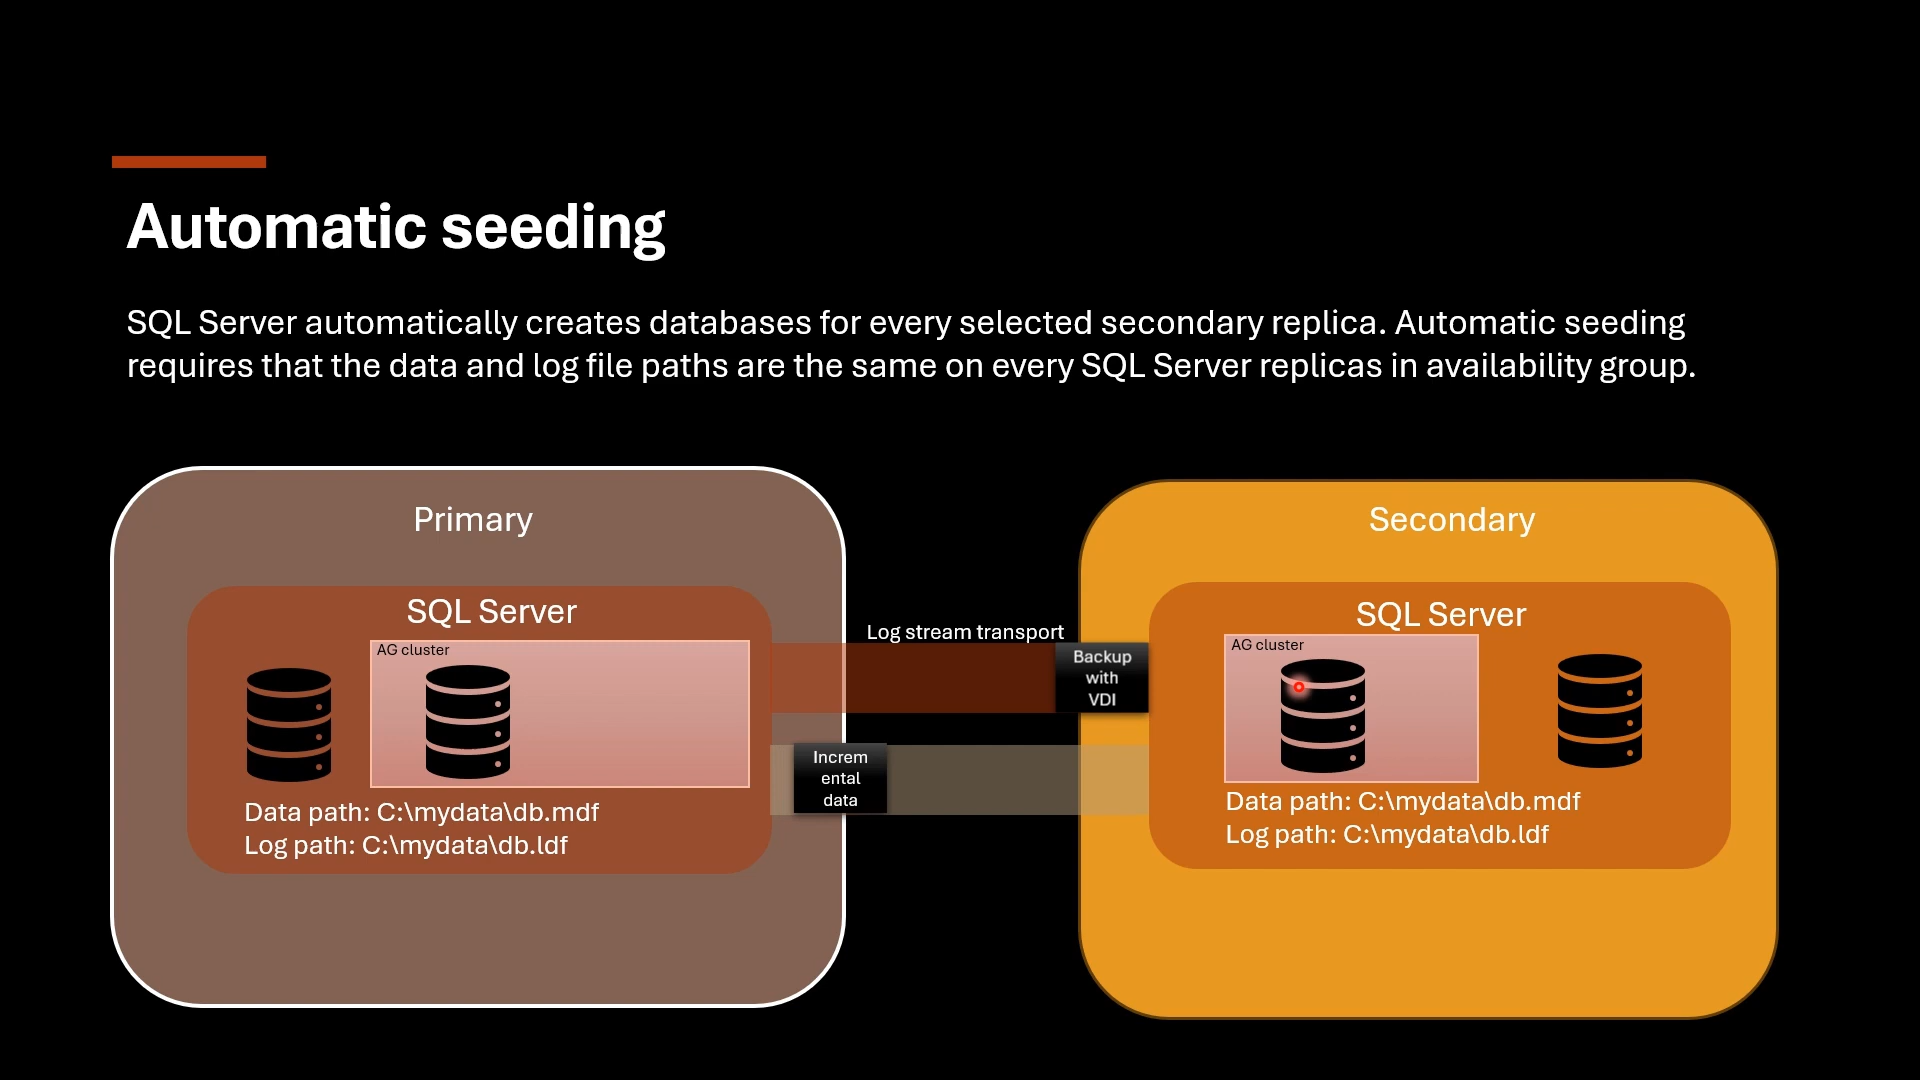 Automatic seeding
SQL Server automatically creates databases for every selected secondary replica. Automatic seeding
requires that the data and log file paths are the same on every SQL Server replicas in availability group.
Primary
SQL Server
AG cluster
Data path: C:\mydata\db.mdf
Log path: C:\mydata\db.ldf
Log stream transport
Backup
with
VDI
Increm
ental
data
Secondary
SQL Server
AG cluster
Data path: C:\mydata\db.mdf
Log path: C:\mydata\db.ldf